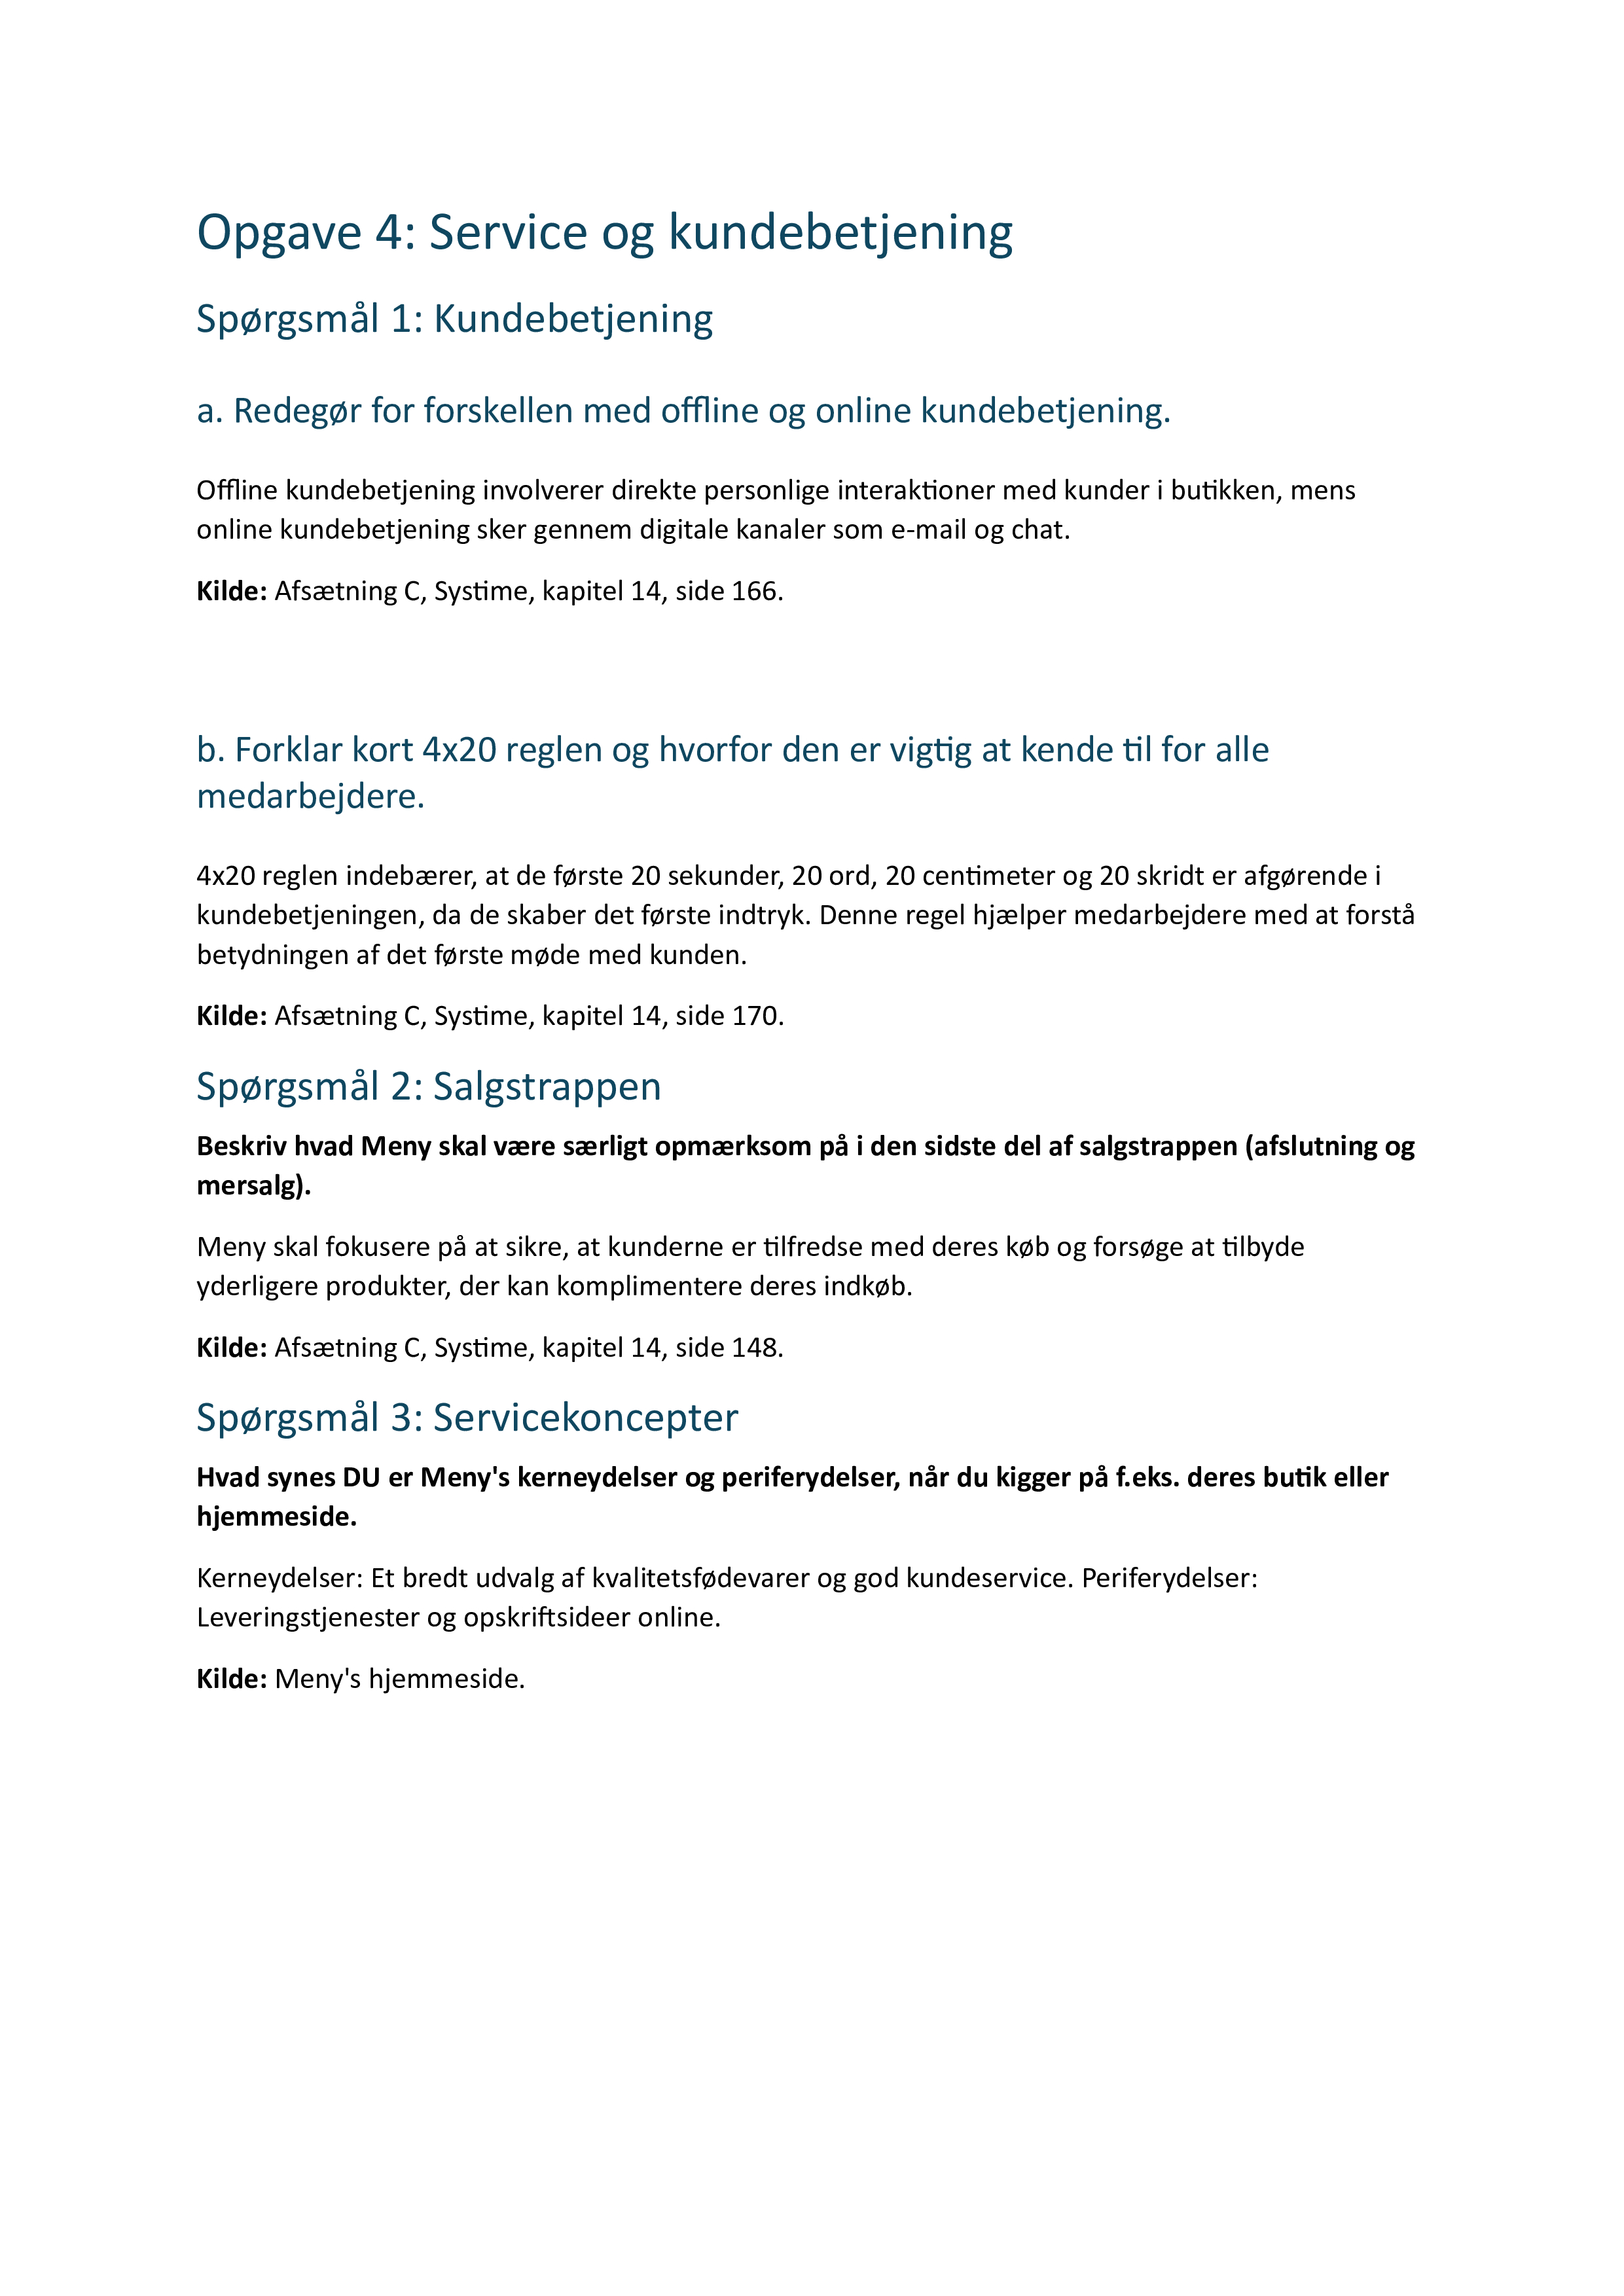 Opgave 4: Service og kundebetjening
Spørgsmål 1: Kundebetjening
a. Redegør for forskellen med offline og online kundebetjening.
Offline kundebetjening involverer direkte personlige interaktioner med kunder i butikken, mens
online kundebetjening sker gennem digitale kanaler som e-mail og chat.
Kilde: Afsætning C, Systime, kapitel 14, side 166.
b. Forklar kort 4x20 reglen og hvorfor den er vigtig at kende til for alle
medarbejdere.
4x20 reglen indebærer, at de første 20 sekunder, 20 ord, 20 centimeter og 20 skridt er afgørende i
kundebetjeningen, da de skaber det første indtryk. Denne regel hjælper medarbejdere med at forstå
betydningen af det første møde med kunden.
Kilde: Afsætning C, Systime, kapitel 14, side 170.
Spørgsmål 2: Salgstrappen
Beskriv hvad Meny skal være særligt opmærksom på i den sidste del af salgstrappen (afslutning og
mersalg).
Meny skal fokusere på at sikre, at kunderne er tilfredse med deres køb og forsøge at tilbyde
yderligere produkter, der kan komplimentere deres indkøb.
Kilde: Afsætning C, Systime, kapitel 14, side 148.
Spørgsmål 3: Servicekoncepter
Hvad synes DU er Meny's kerneydelser og periferydelser, når du kigger på f.eks. deres butik eller
hjemmeside.
Kerneydelser: Et bredt udvalg af kvalitetsfødevarer og god kundeservice. Periferydelser:
Leveringstjenester og opskriftsideer online.
Kilde: Meny's hjemmeside.